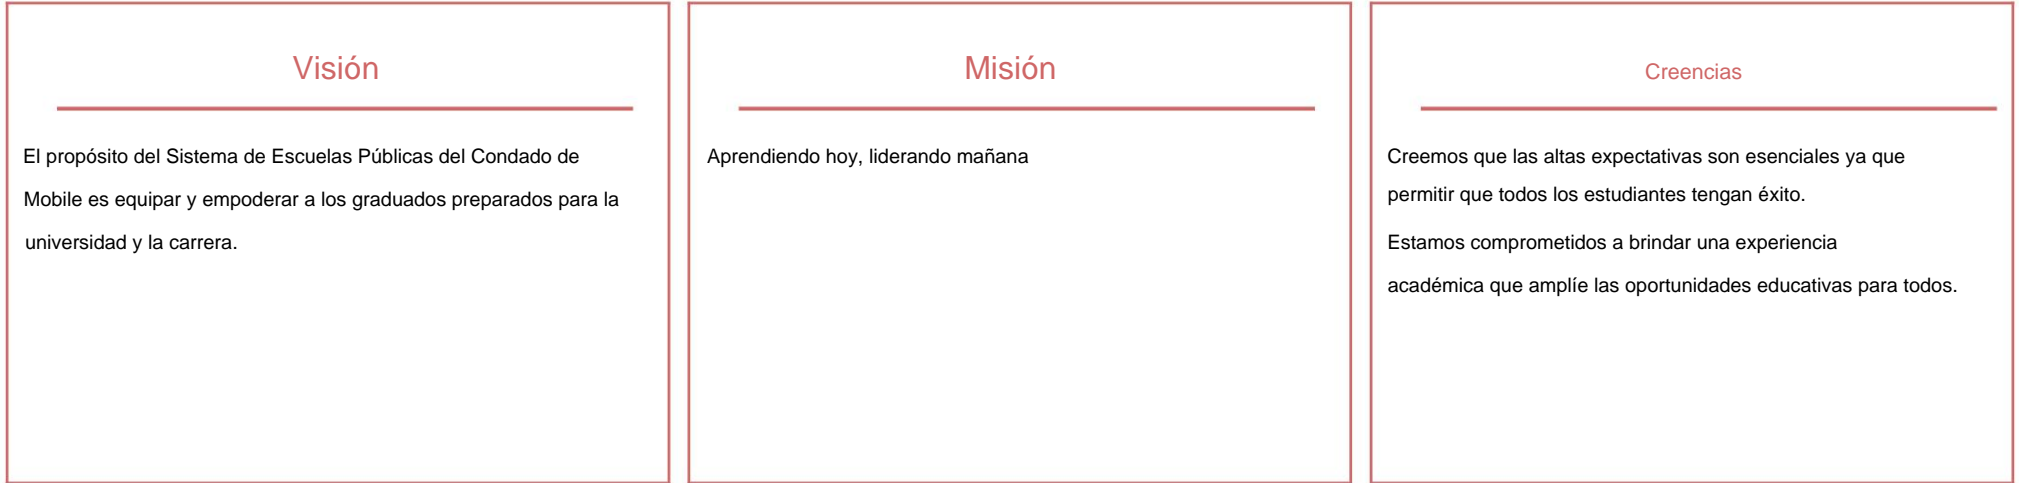 Visión
El propósito del Sistema de Escuelas Públicas del Condado de
Mobile es equipar y empoderar a los graduados preparados para la
universidad y la carrera.
Misión
Aprendiendo hoy, liderando mañana
Creencias
Creemos que las altas expectativas son esenciales ya que
permitir que todos los estudiantes tengan éxito.
Estamos comprometidos a brindar una experiencia
académica que amplíe las oportunidades educativas para todos.